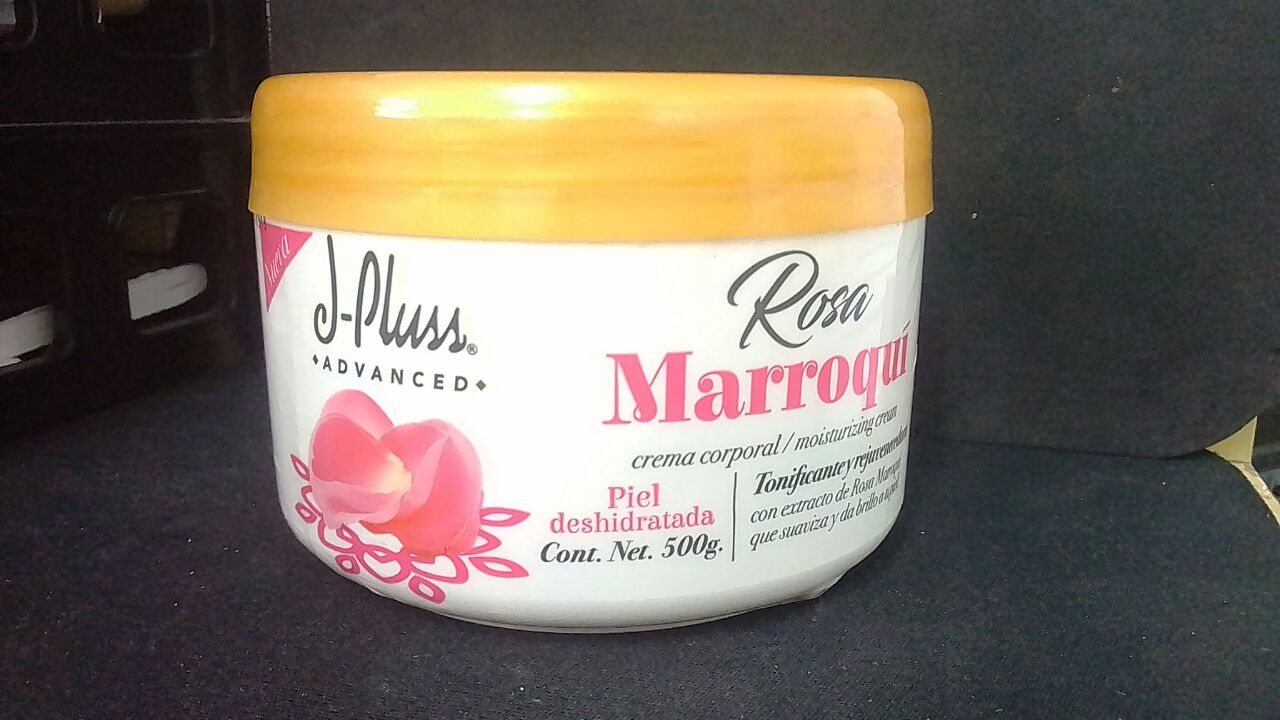 Nueva
J-Pluss®
ADVANCED
Rosa
Marroquí
crema corporal / moisturizing cream
Piel
deshidratada
Cont. Net. 500g.
Tonificante y rejuvenecedora
con extracto de Rosa Marroquí
que suaviza y da brillo a tu piel